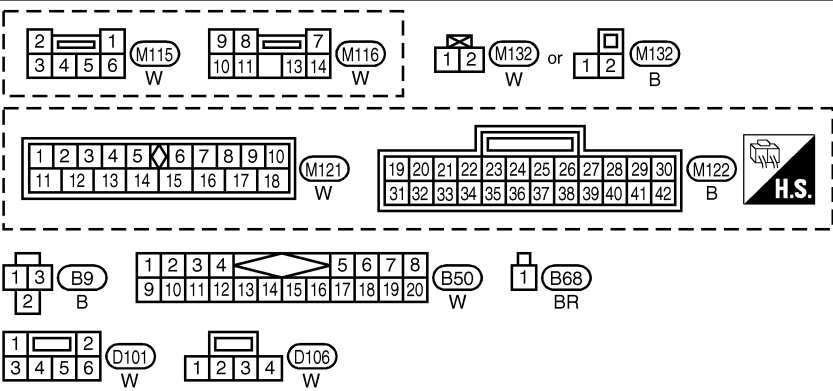 2 1 M115 9 8 7 M116 1 2 M132 or M132
3 4 5 6 W 10 11 13 14 W W 1 2 B
1 2 3 4 5 6 7 8 9 10 M121 19 20 21 22 23 24 25 26 27 28 29 30 M122
11 12 13 14 15 16 17 18 W 31 32 33 34 35 36 37 38 39 40 41 42 B H.S.
1 3 B9 1 2 3 4 5 6 7 8 B50 1 B68
2 B 9 10 11 12 13 14 15 16 17 18 19 20 W BR
1 2 D101 D106
3 4 5 6 W 1 2 3 4 W